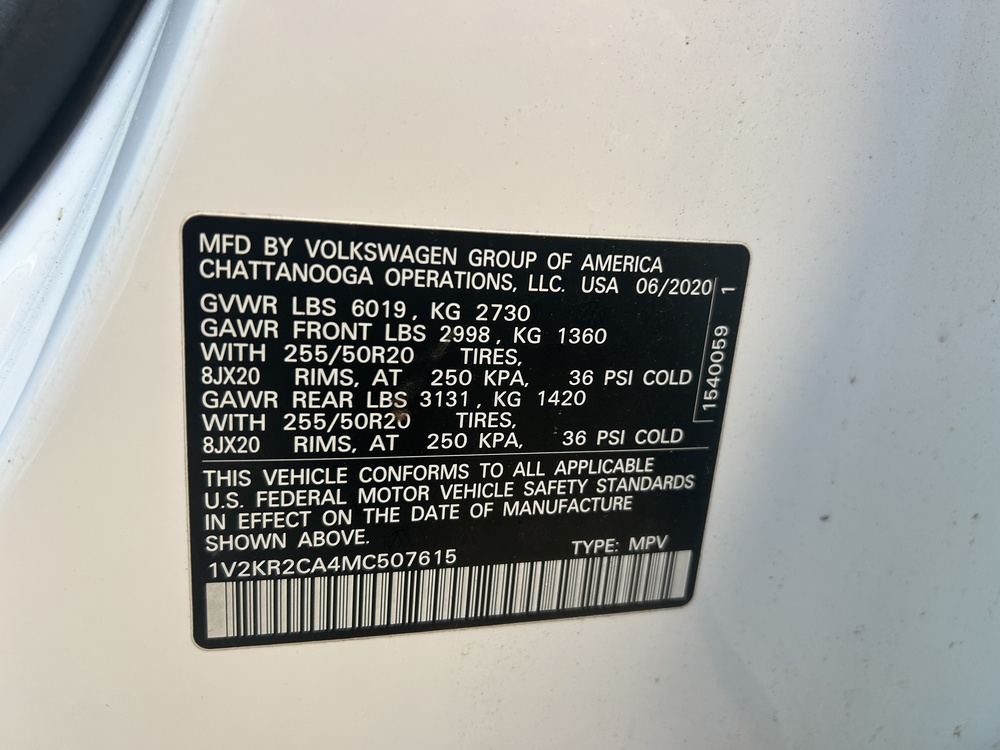 MFD BY VOLKSWAGEN GROUP OF AMERICA
CHATTANOOGA OPERATIONS, LLC. USA 06/2020
GVWR LBS 6019, KG 2730
GAWR FRONT LBS 2998, KG 1360
WITH 255/50R20 TIRES,
8JX20 RIMS, AT 250 KPA, 36 PSI COLD
GAWR REAR LBS 3131, KG 1420
WITH 255/50R20 TIRES,
8JX20 RIMS, AT 250 KPA, 36 PSI COLD
1540059 1
THIS VEHICLE CONFORMS TO ALL APPLICABLE
U.S. FEDERAL MOTOR VEHICLE SAFETY STANDARDS
IN EFFECT ON THE DATE OF MANUFACTURE
SHOWN ABOVE.
1V2KR2CA4MC507615 TYPE: MPV